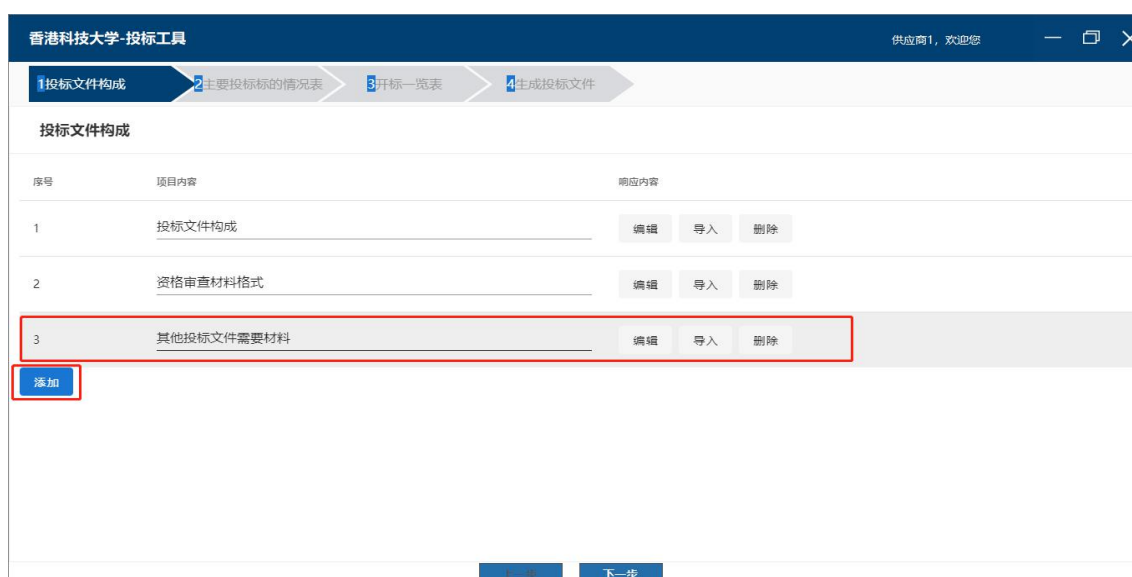 香港科技大学-投标工具 供应商1，欢迎您
1投标文件构成 2主要投标标的情况表 3开标一览表 4生成投标文件
投标文件构成
序号 项目内容 响应内容
1 投标文件构成 编辑 导入 删除
2 资格审查材料格式 编辑 导入 删除
3 其他投标文件需要材料 编辑 导入 删除
添加
上一步 下一步